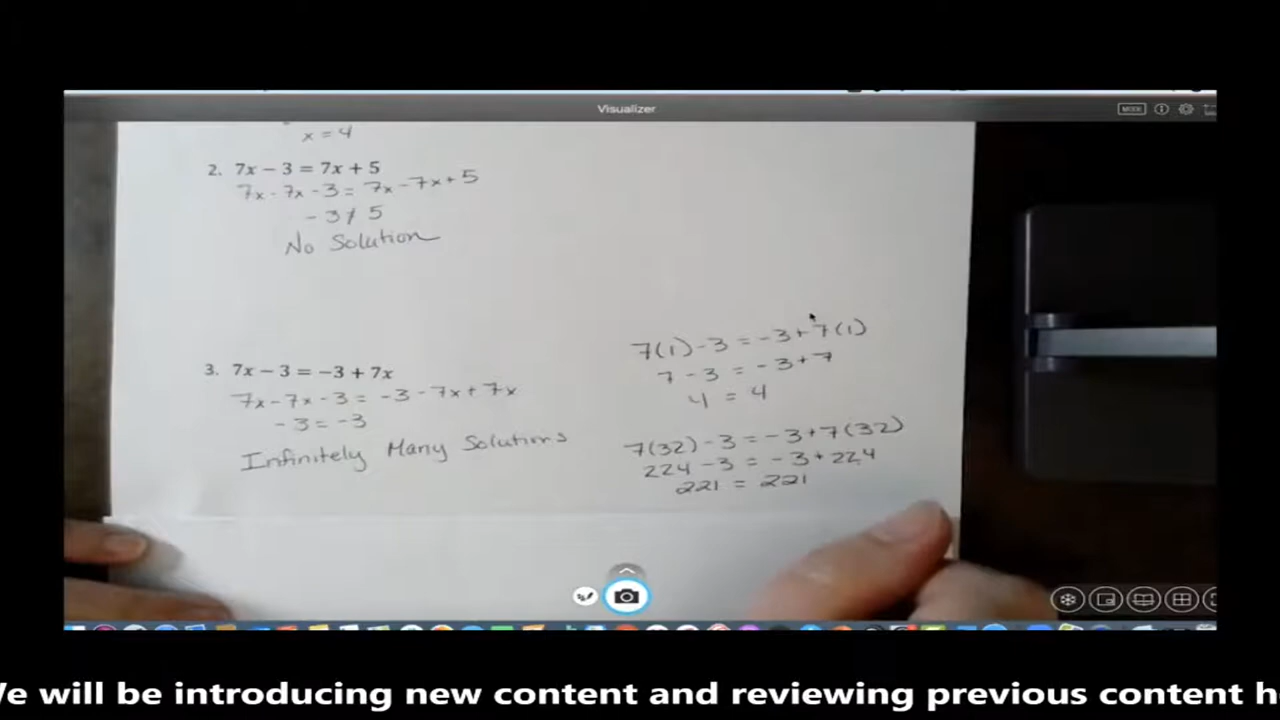 Visualizer
MODE
x = 4
2. 7x − 3 = 7x + 5
7x - 7x - 3 = 7x - 7x + 5
- 3 ≠ 5
No Solution
3. 7x − 3 = −3 + 7x
7x - 7x - 3 = -3 - 7x + 7x
- 3 = -3
Infinitely Many Solutions
7(1) - 3 = -3 + 7(1)
7 - 3 = -3 + 7
4 = 4
7(32) - 3 = -3 + 7(32)
224 - 3 = -3 + 224
221 = 221
will be introducing new content and reviewing previous content